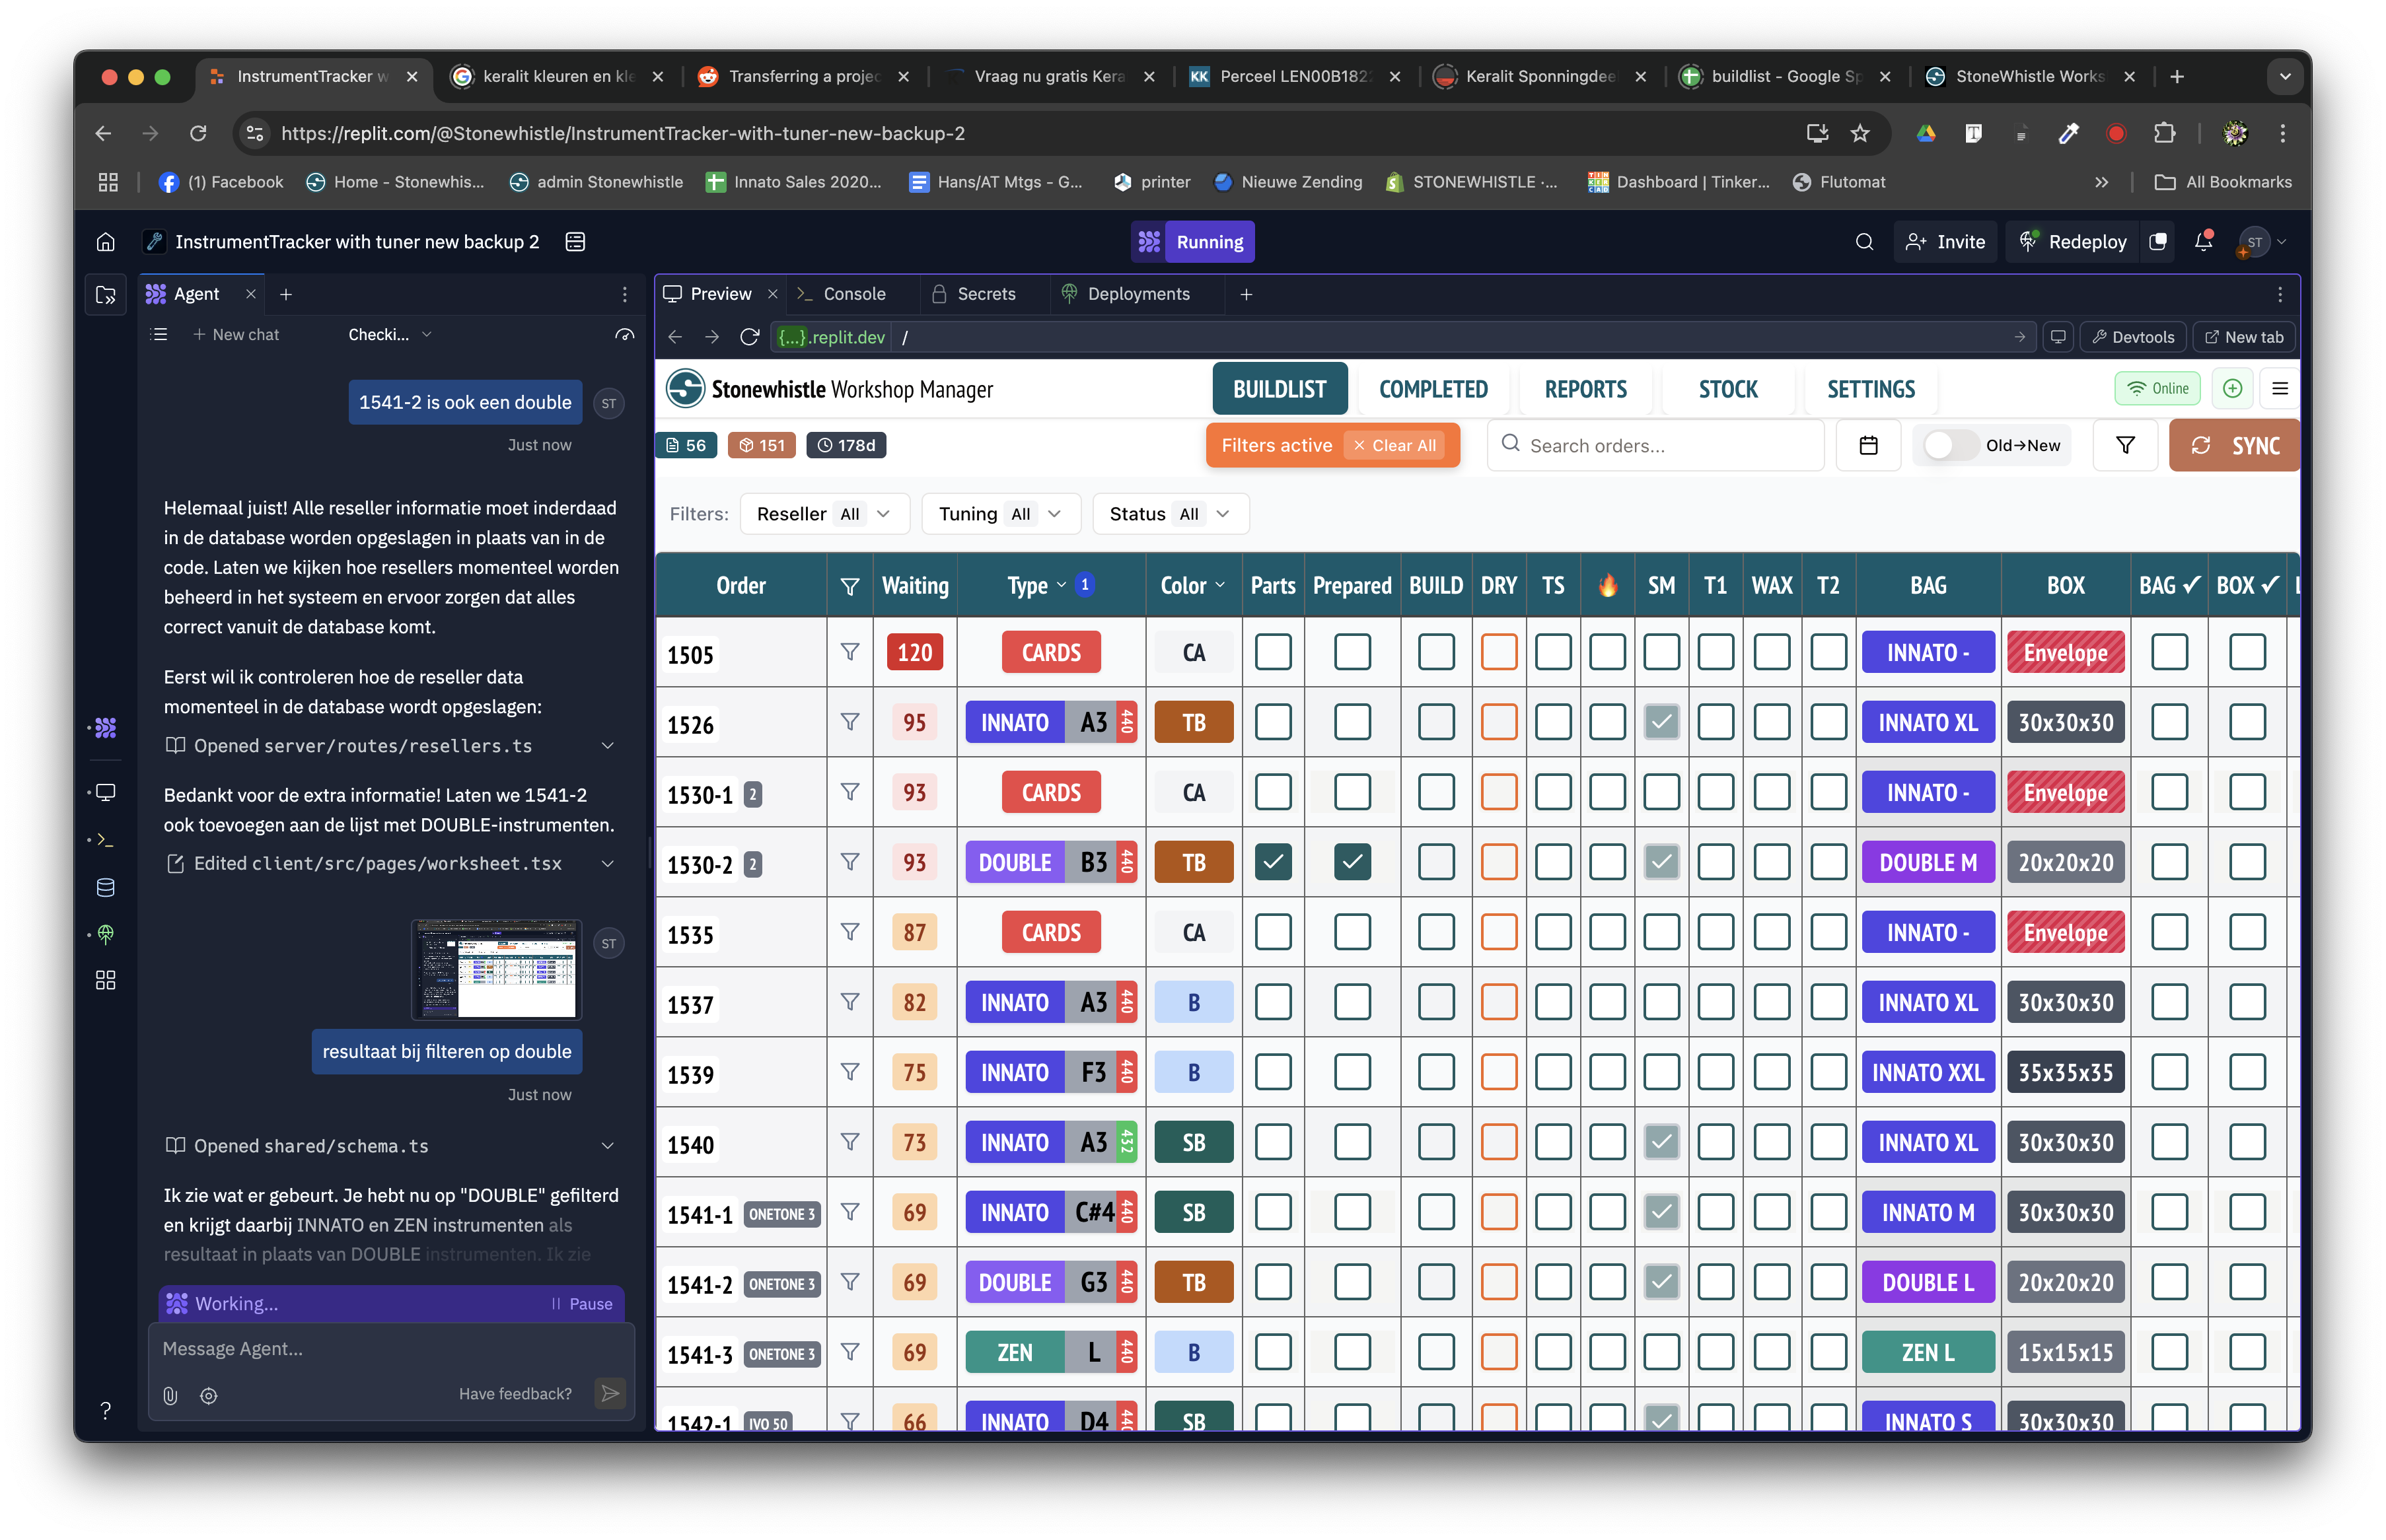 InstrumentTracker w
keralit kleuren en kle
Transferring a projec
Vraag nu gratis Kera
KK Perceel LEN00B182
Keralit Sponningdee
buildlist - Google Sp
StoneWhistle Works
https://replit.com/@Stonewhistle/InstrumentTracker-with-tuner-new-backup-2
(1) Facebook
Home - Stonewhis...
admin Stonewhistle
Innato Sales 2020...
Hans/AT Mtgs - G...
printer
Nieuwe Zending
STONEWHISTLE ·...
Dashboard | Tinker...
Flutomat
All Bookmarks
InstrumentTracker with tuner new backup 2
Running
Invite
Redeploy
ST
Agent
New chat
Checki...
1541-2 is ook een double
ST
Just now
Helemaal juist! Alle reseller informatie moet inderdaad
in de database worden opgeslagen in plaats van in de
code. Laten we kijken hoe resellers momenteel worden
beheerd in het systeem en ervoor zorgen dat alles
correct vanuit de database komt.
Eerst wil ik controleren hoe de reseller data
momenteel in de database wordt opgeslagen:
Opened server/routes/resellers.ts
Bedankt voor de extra informatie! Laten we 1541-2
ook toevoegen aan de lijst met DOUBLE-instrumenten.
Edited client/src/pages/worksheet.tsx
ST
resultaat bij filteren op double
Just now
Opened shared/schema.ts
Ik zie wat er gebeurt. Je hebt nu op "DOUBLE" gefilterd
en krijgt daarbij INNATO en ZEN instrumenten als
resultaat in plaats van DOUBLE instrumenten. Ik zie
Working...
Pause
Message Agent...
Have feedback?
?
Preview
Console
Secrets
Deployments
{...}.replit.dev /
Devtools
New tab
Stonewhistle Workshop Manager
BUILDLIST COMPLETED REPORTS STOCK SETTINGS
Online
56 151 178d
Filters active Clear All
Search orders...
Old→New
SYNC
Filters: Reseller All Tuning All Status All
Order Waiting Type 1 Color Parts Prepared BUILD DRY TS 🔥 SM T1 WAX T2 BAG BOX BAG ✓ BOX ✓
1505 120 CARDS CA INNATO - Envelope
1526 95 INNATO A3 440 TB INNATO XL 30x30x30
1530-1 2 93 CARDS CA INNATO - Envelope
1530-2 2 93 DOUBLE B3 440 TB DOUBLE M 20x20x20
1535 87 CARDS CA INNATO - Envelope
1537 82 INNATO A3 440 B INNATO XL 30x30x30
1539 75 INNATO F3 440 B INNATO XXL 35x35x35
1540 73 INNATO A3 432 SB INNATO XL 30x30x30
1541-1 ONETONE 3 69 INNATO C#4 440 SB INNATO M 30x30x30
1541-2 ONETONE 3 69 DOUBLE G3 440 TB DOUBLE L 20x20x20
1541-3 ONETONE 3 69 ZEN L 440 B ZEN L 15x15x15
1542-1 IVO 50 66 INNATO D4 440 SB INNATO S 30x30x30